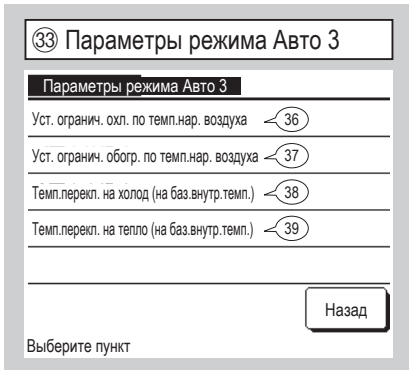 33 Параметры режима Авто 3
Параметры режима Авто 3
Уст. огранич. охл. по темп.нар. воздуха 36
Уст. огранич. обогр. по темп.нар. воздуха 37
Темп.перекл. на холод (на баз.внутр.темп.) 38
Темп.перекл. на тепло (на баз.внутр.темп.) 39
Назад
Выберите пункт